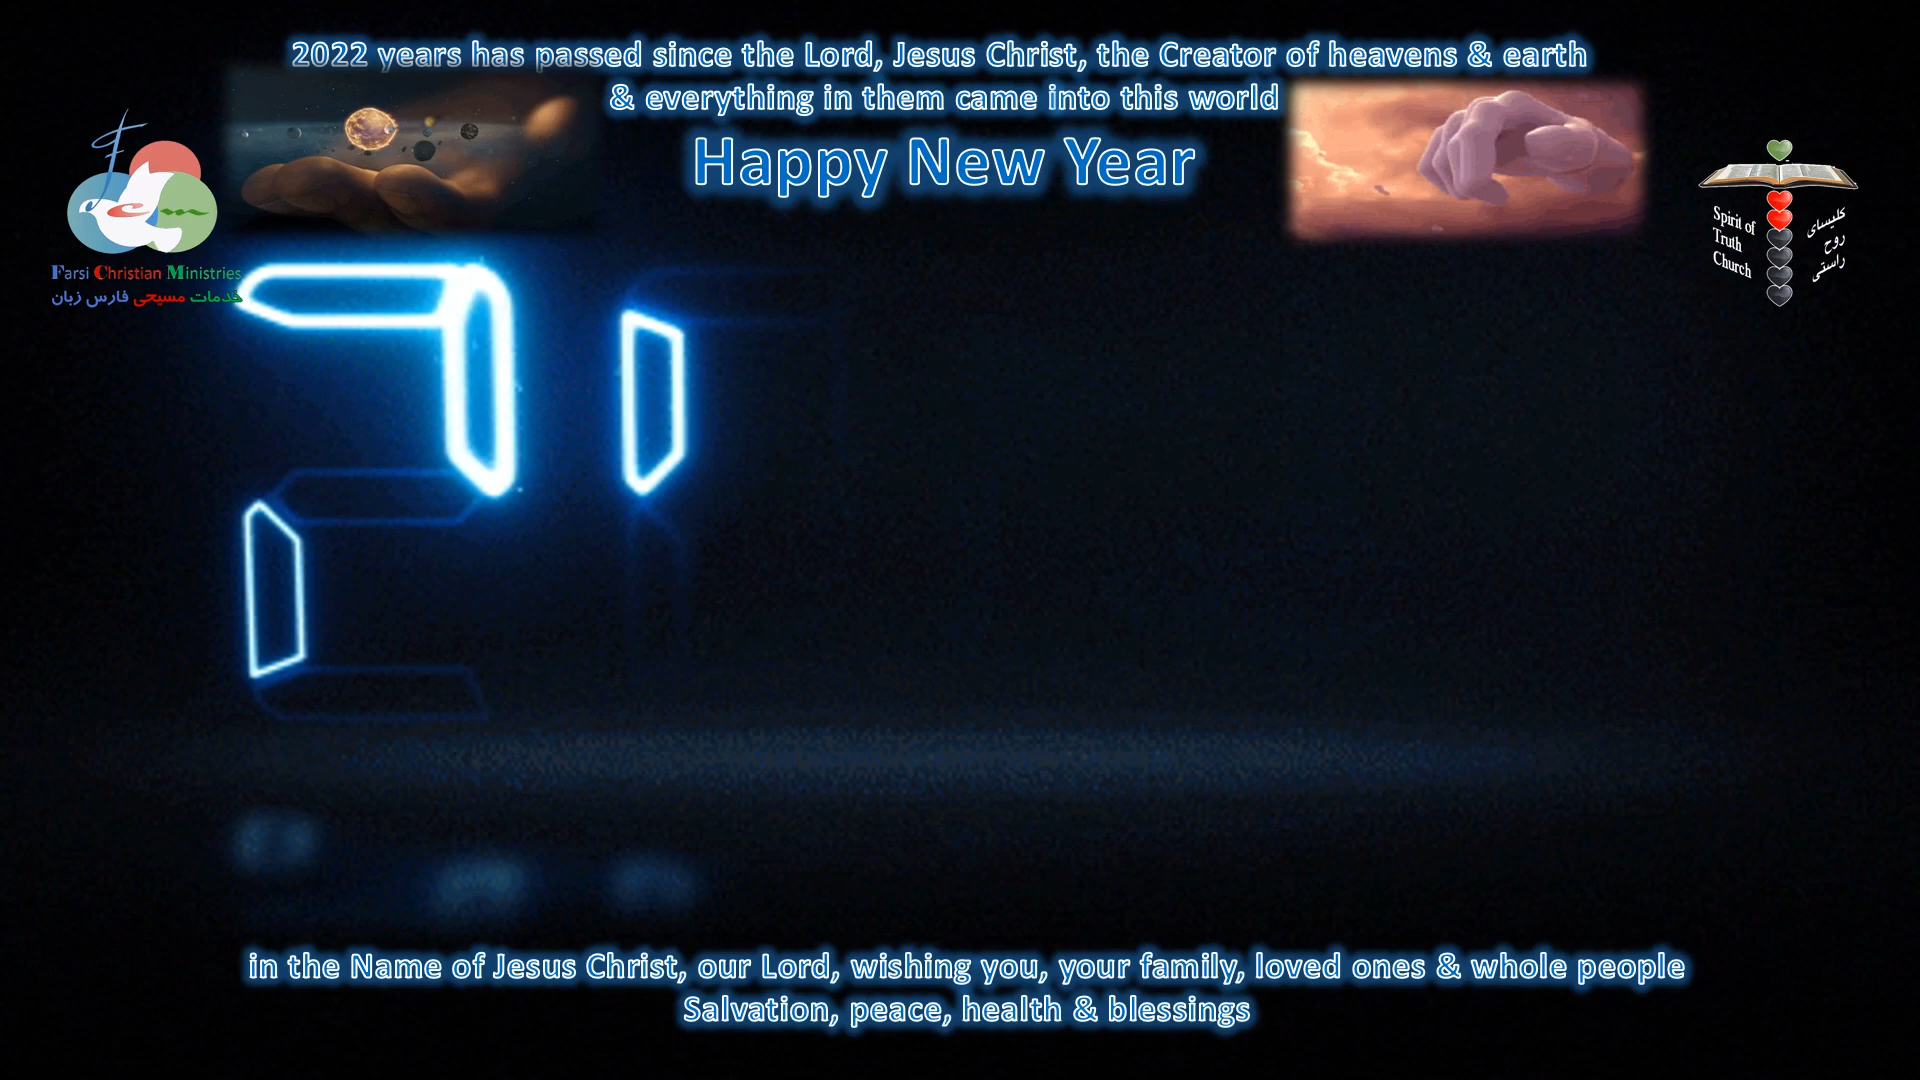 2022 years has passed since the Lord, Jesus Christ, the Creator of heavens & earth
& everything in them came into this world
Happy New Year
Farsi Christian Ministries
خدمات مسیحی فارس زبان
Spirit of
Truth
Church
کلیسای
روح
راستی
in the Name of Jesus Christ, our Lord, wishing you, your family, loved ones & whole people
Salvation, peace, health & blessings